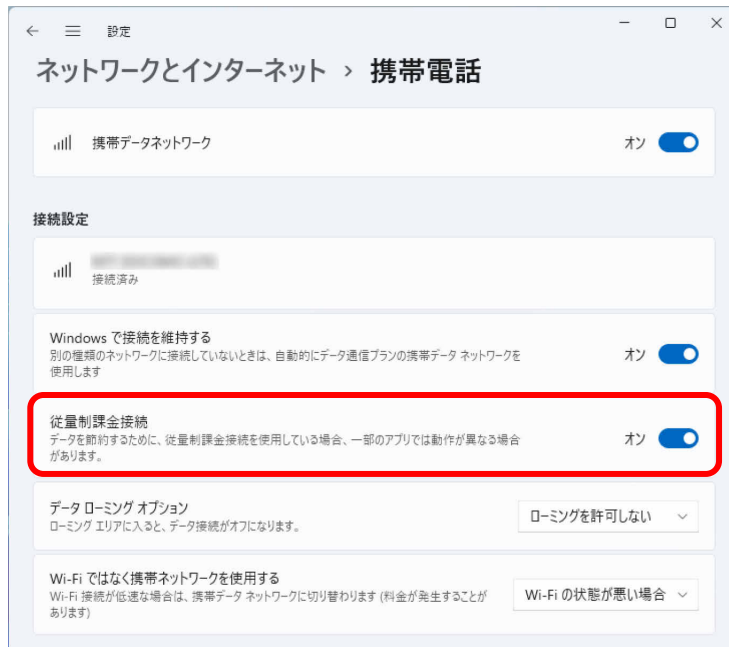 設定
ネットワークとインターネット › 携帯電話
携帯データネットワーク オン
接続設定
接続済み
Windows で接続を維持する
別の種類のネットワークに接続していないときは、自動的にデータ通信プランの携帯データ ネットワークを
使用します
オン
従量制課金接続
データを節約するために、従量制課金接続を使用している場合、一部のアプリでは動作が異なる場合
があります。
オン
データ ローミング オプション
ローミング エリアに入ると、データ接続がオフになります。
ローミングを許可しない
Wi-Fi ではなく携帯ネットワークを使用する
Wi-Fi 接続が低速な場合は、携帯データ ネットワークに切り替わります (料金が発生することが
あります)
Wi-Fi の状態が悪い場合